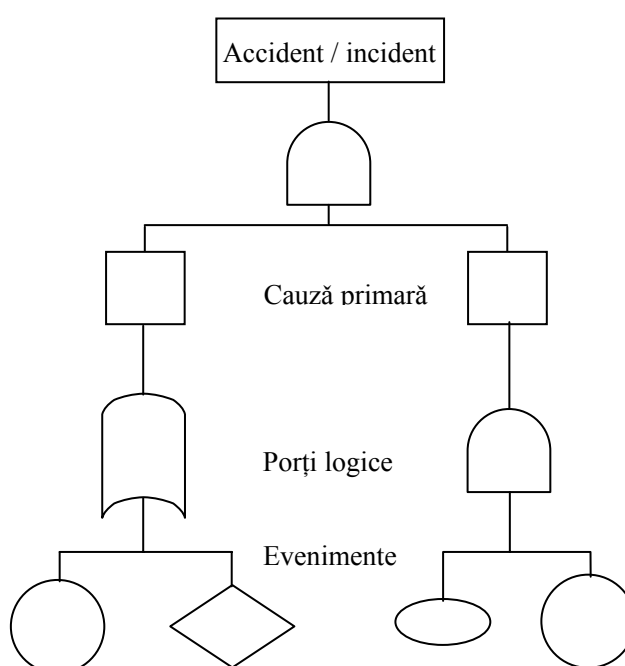 Accident / incident
Cauză primară
Porți logice
Evenimente